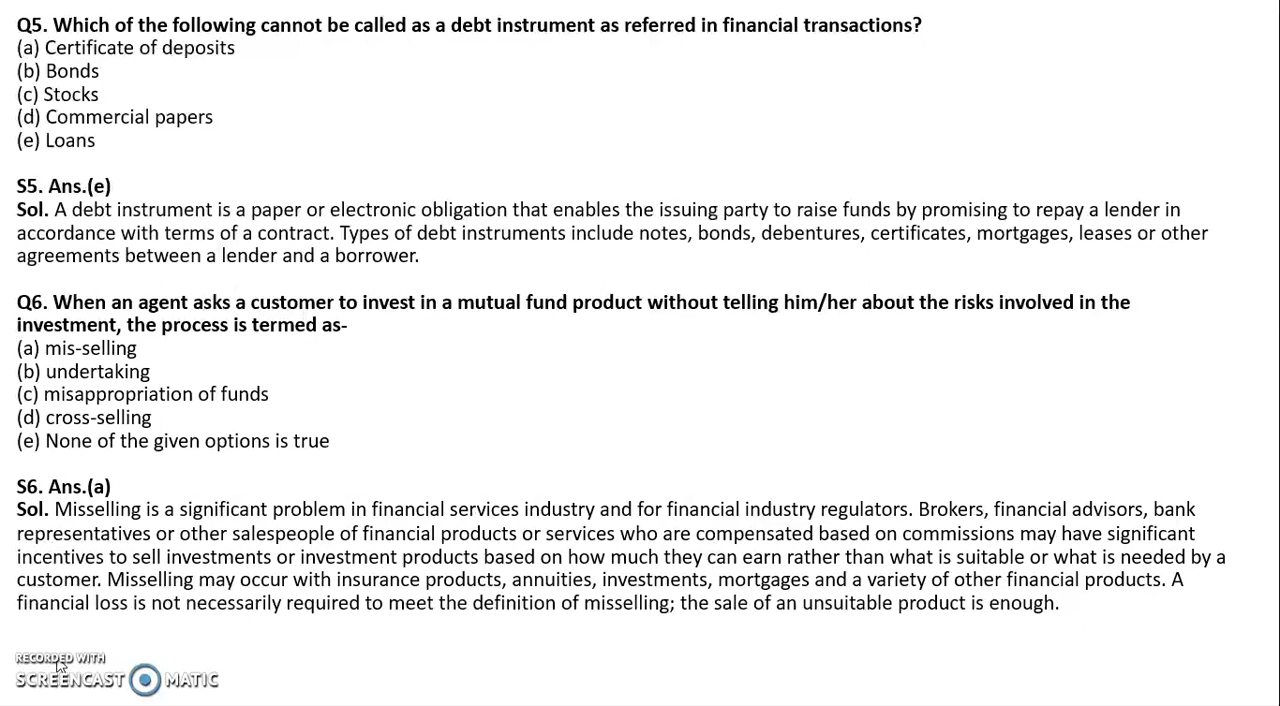 Q5. Which of the following cannot be called as a debt instrument as referred in financial transactions?
(a) Certificate of deposits
(b) Bonds
(c) Stocks
(d) Commercial papers
(e) Loans
S5. Ans.(e)
Sol. A debt instrument is a paper or electronic obligation that enables the issuing party to raise funds by promising to repay a lender in
accordance with terms of a contract. Types of debt instruments include notes, bonds, debentures, certificates, mortgages, leases or other
agreements between a lender and a borrower.
Q6. When an agent asks a customer to invest in a mutual fund product without telling him/her about the risks involved in the
investment, the process is termed as-
(a) mis-selling
(b) undertaking
(c) misappropriation of funds
(d) cross-selling
(e) None of the given options is true
S6. Ans.(a)
Sol. Misselling is a significant problem in financial services industry and for financial industry regulators. Brokers, financial advisors, bank
representatives or other salespeople of financial products or services who are compensated based on commissions may have significant
incentives to sell investments or investment products based on how much they can earn rather than what is suitable or what is needed by a
customer. Misselling may occur with insurance products, annuities, investments, mortgages and a variety of other financial products. A
financial loss is not necessarily required to meet the definition of misselling; the sale of an unsuitable product is enough.
RECORDED WITH
SCREENCAST MATIC